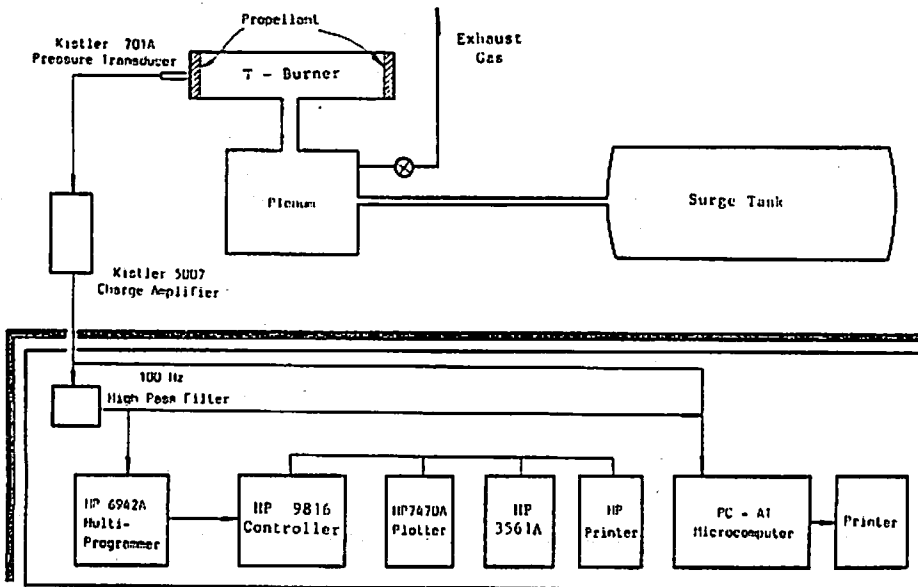 Propellant
Kistler 701A
Pressure Transducer
T - Burner
Exhaust
Gas
Plenum
Surge Tank
Kistler 5007
Charge Amplifier
100 Hz
High Pass Filter
HP 6942A
Multi-
Programmer
HP 9816
Controller
HP7470A
Plotter
HP
3561A
HP
Printer
PC - AT
Microcomputer
Printer